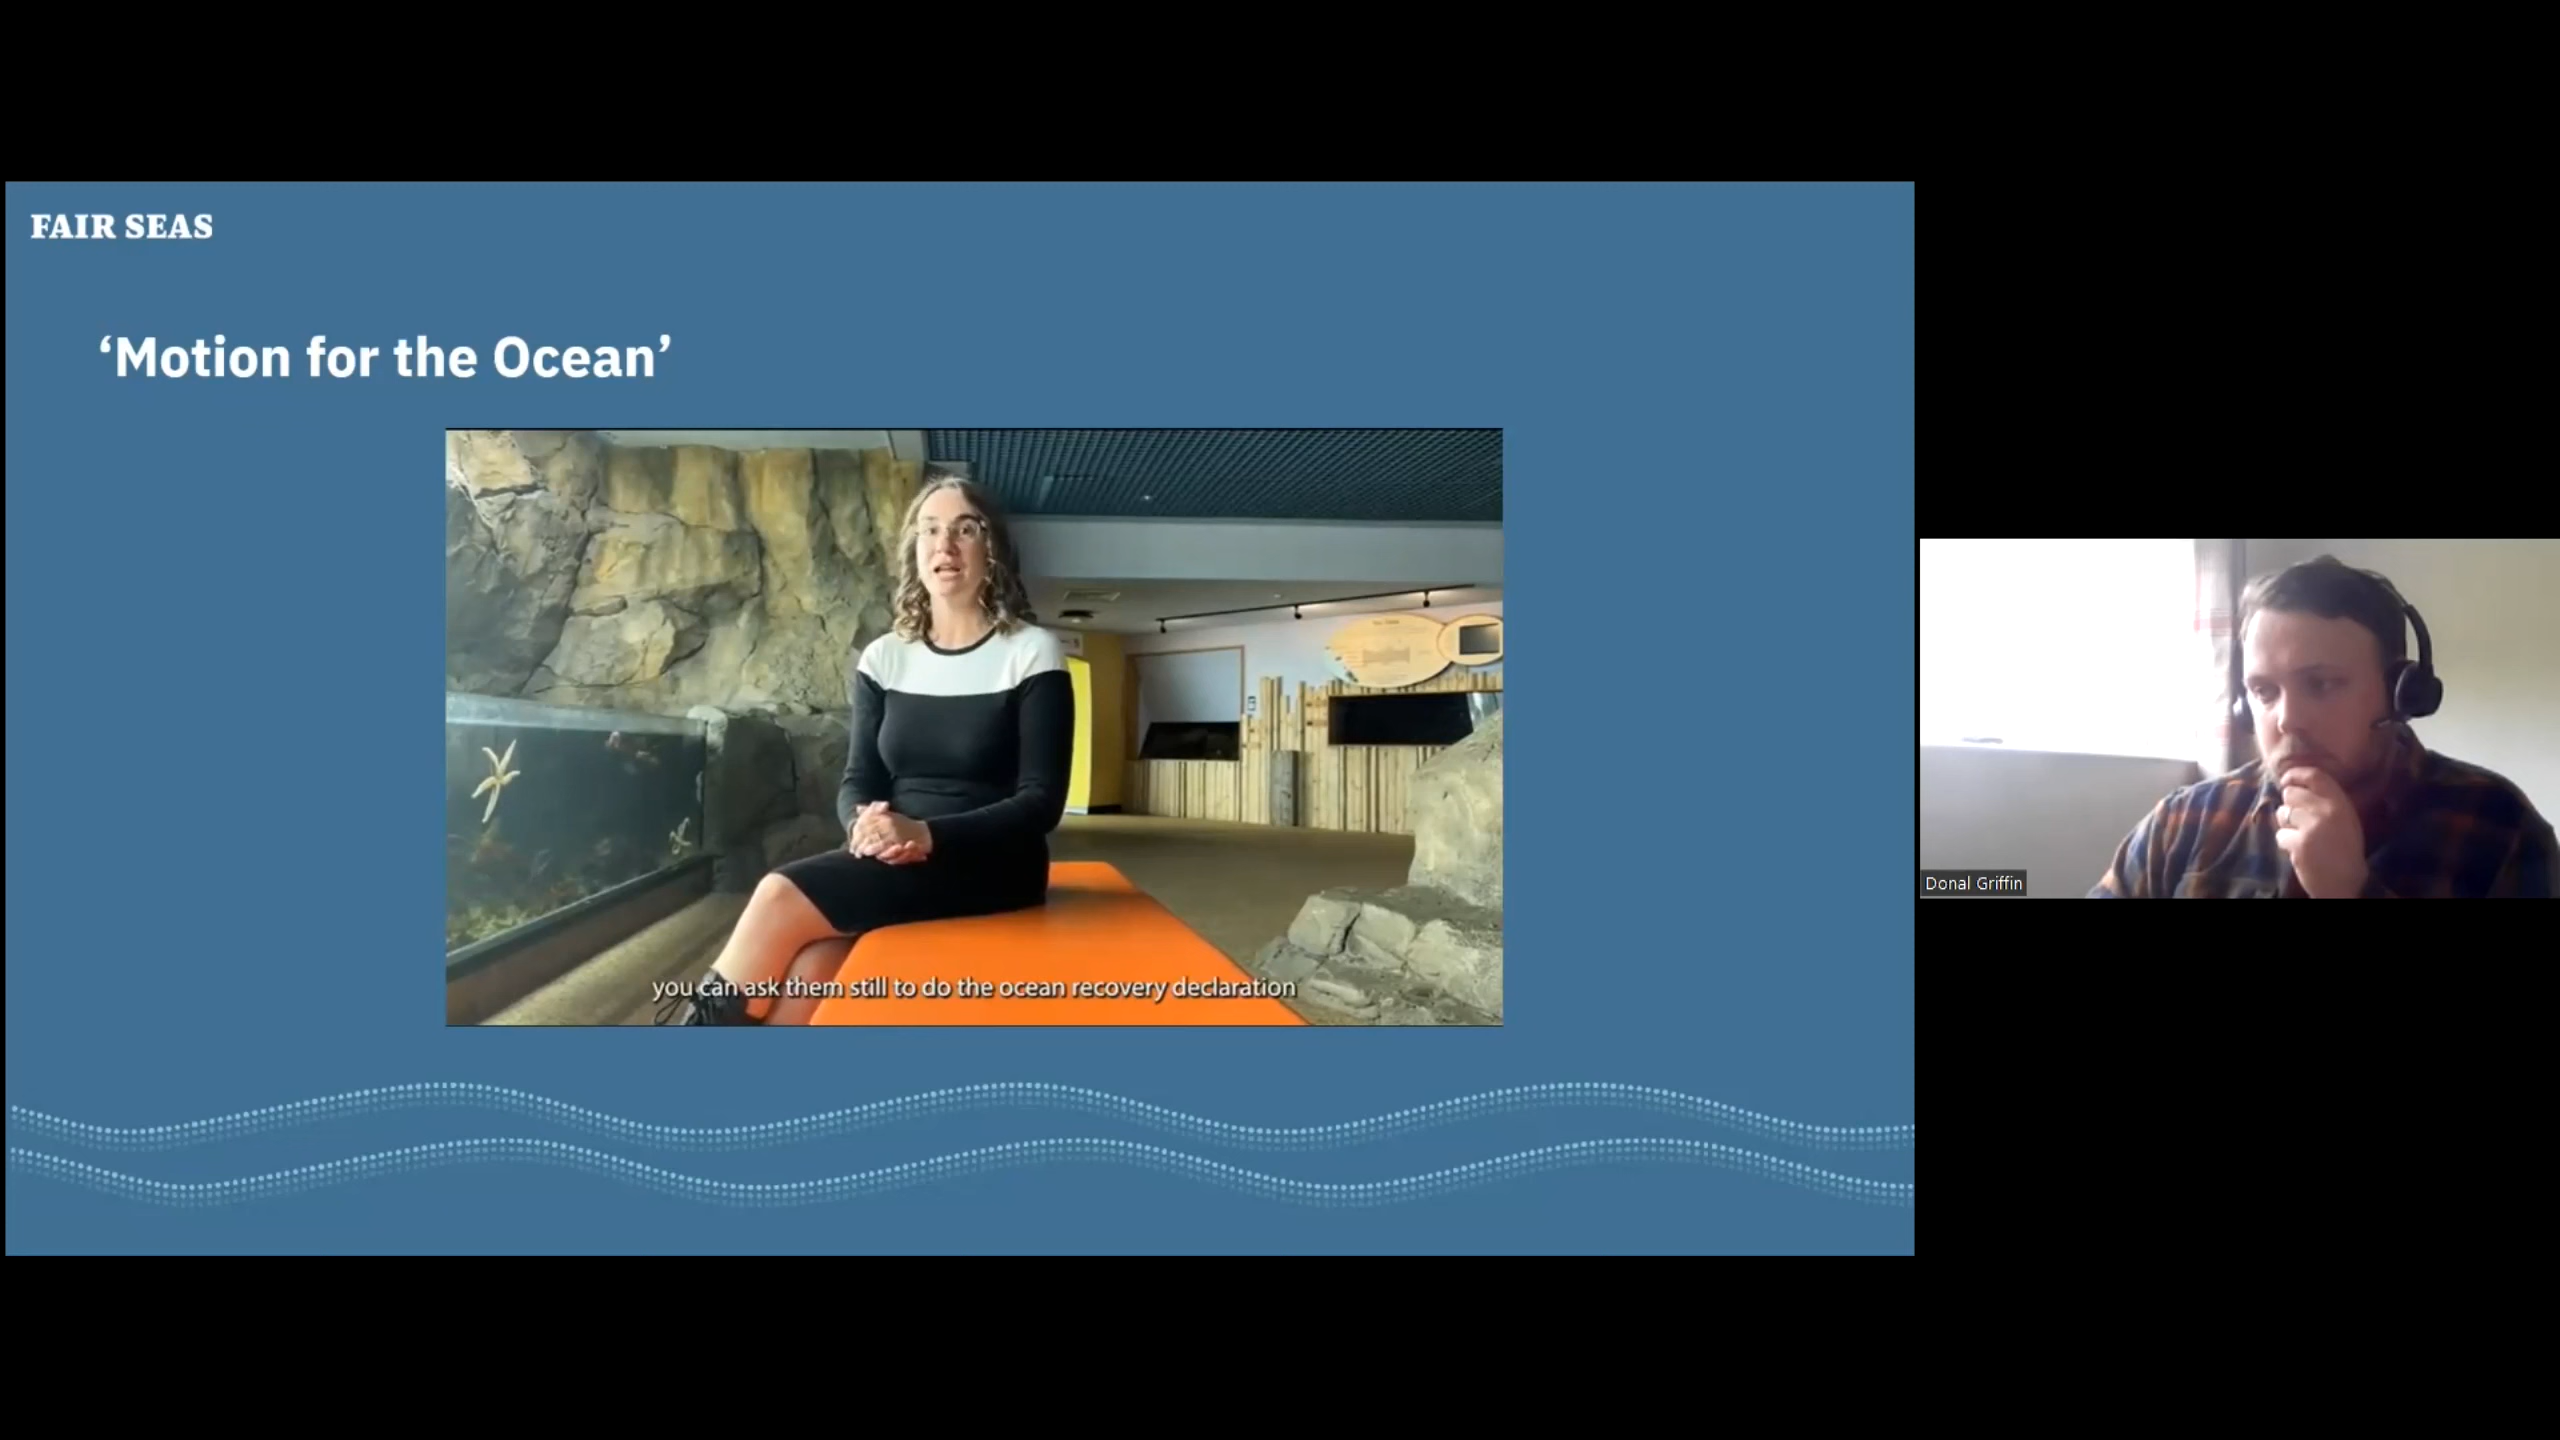 FAIR SEAS
‘Motion for the Ocean’
you can ask them still to do the ocean recovery declaration
Donal Griffin